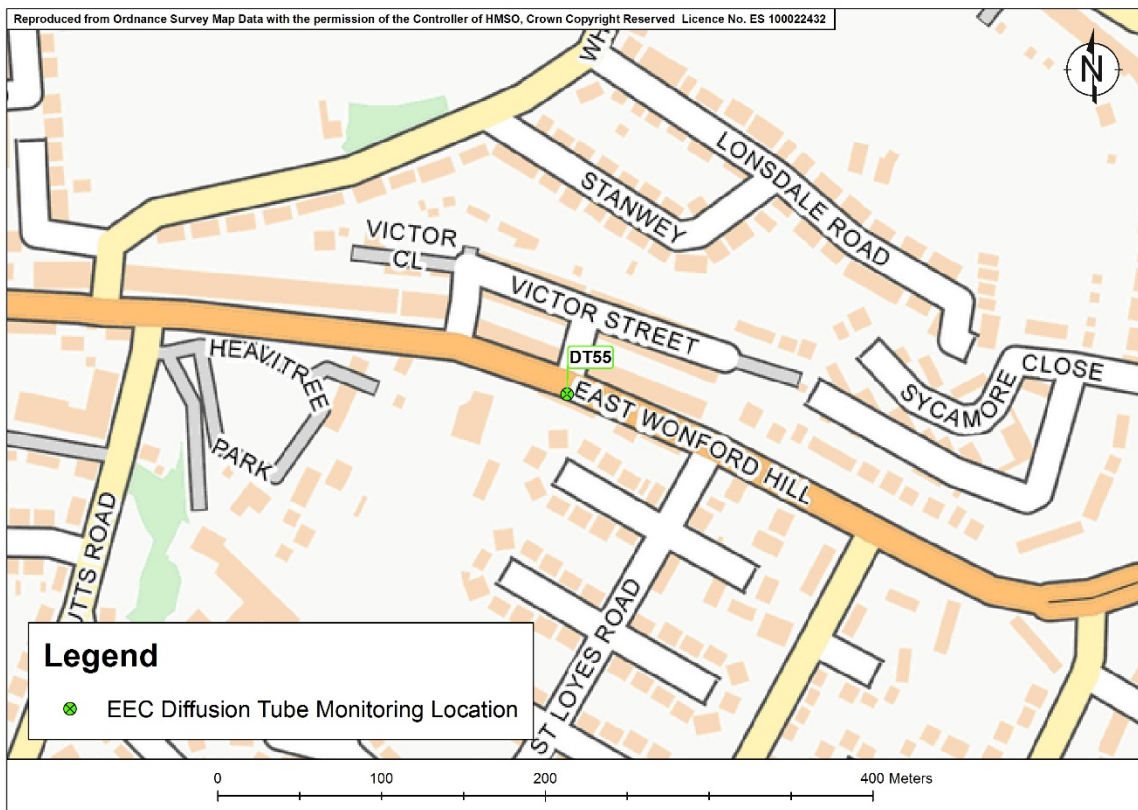 Reproduced from Ordnance Survey Map Data with the permission of the Controller of HMSO, Crown Copyright Reserved Licence No. ES 100022432
N
WH
LONSDALE ROAD
STANWEY
VICTOR
CL
VICTOR STREET
HEAVITREE
PARK
DT55
EAST WONFORD HILL
SYCAMORE
CLOSE
UTTS ROAD
ST LOYES ROAD
Legend
EEC Diffusion Tube Monitoring Location
0 100 200 400 Meters